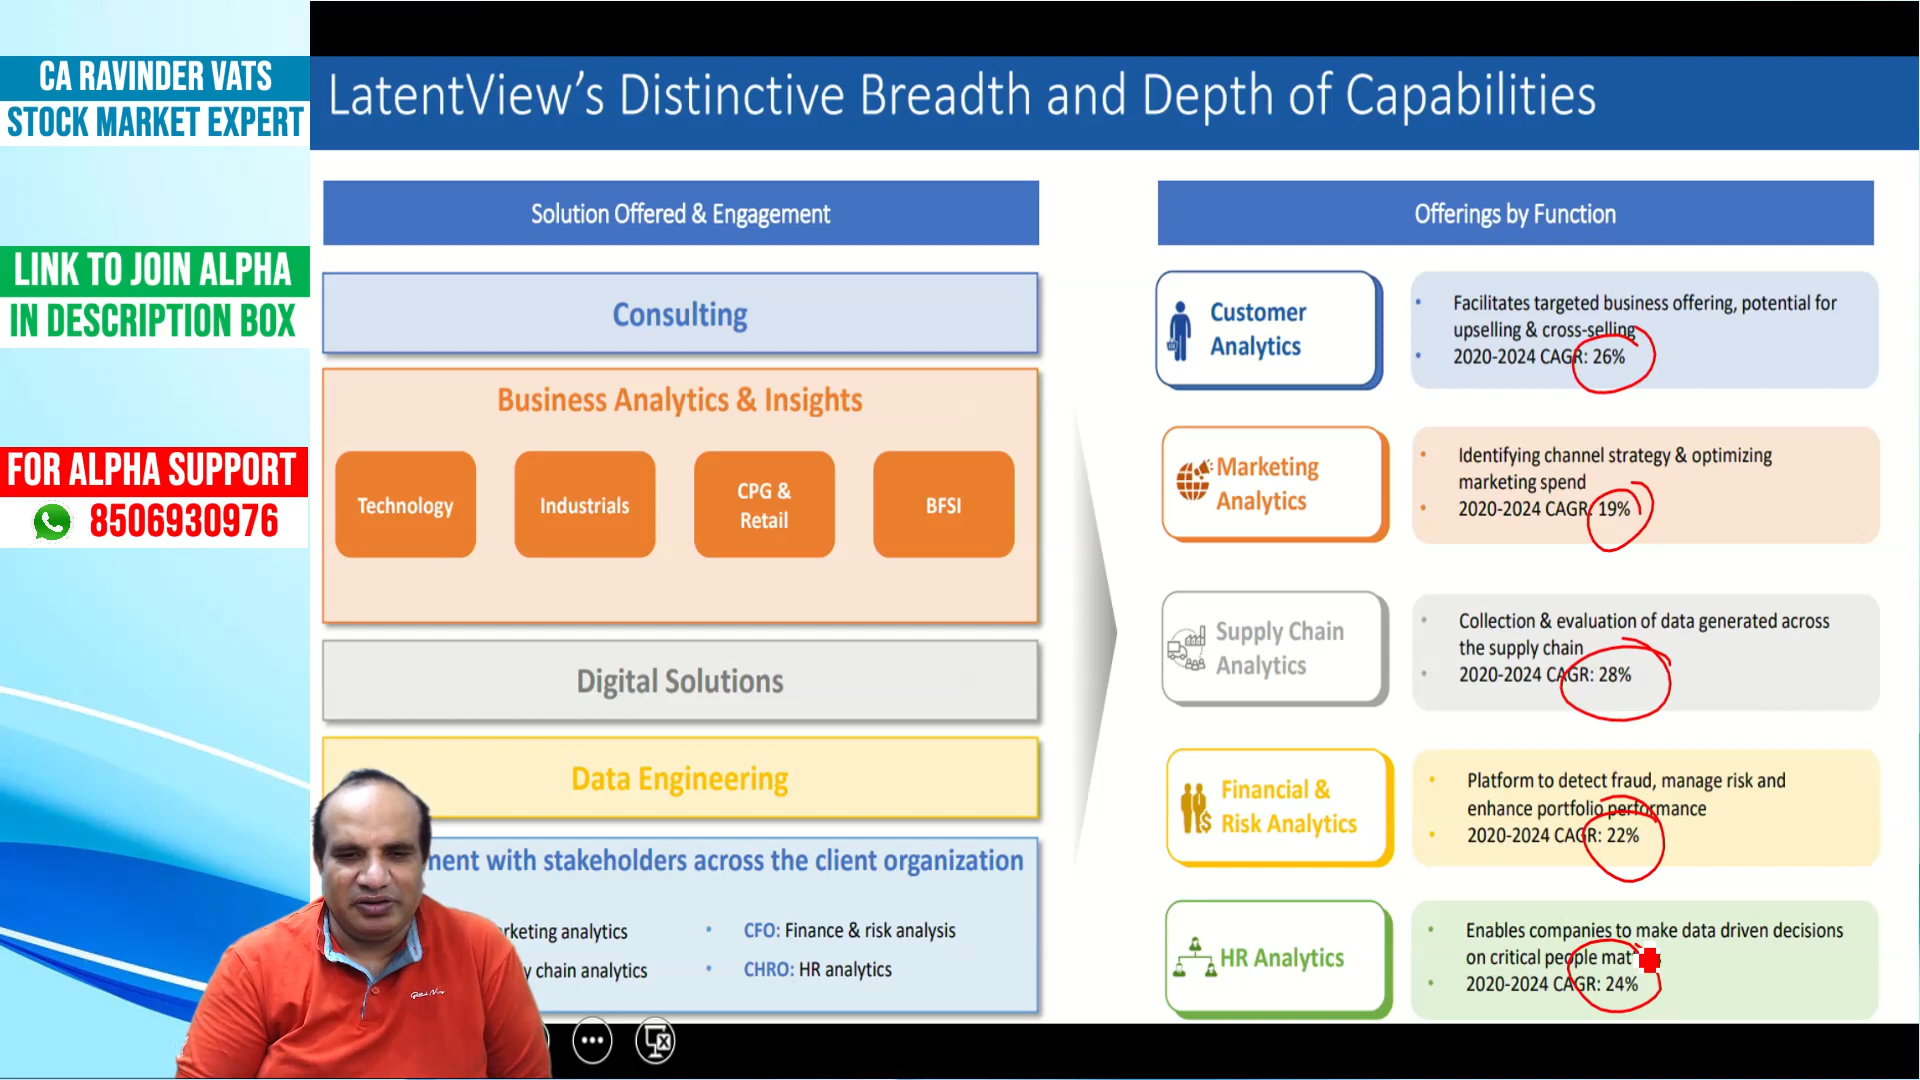 CA RAVINDER VATS
STOCK MARKET EXPERT
LINK TO JOIN ALPHA
IN DESCRIPTION BOX
FOR ALPHA SUPPORT
8506930976
LatentView's Distinctive Breadth and Depth of Capabilities
Solution Offered & Engagement
Consulting
Business Analytics & Insights
Technology
Industrials
CPG &
Retail
BFSI
Digital Solutions
Data Engineering
with stakeholders across the client organization
analytics
chain analytics
• CFO: Finance & risk analysis
• CHRO: HR analytics
Offerings by Function
Customer
Analytics
• Facilitates targeted business offering, potential for
upselling & cross-selling
• 2020-2024 CAGR: 26%
Marketing
Analytics
• Identifying channel strategy & optimizing
marketing spend
• 2020-2024 CAGR: 19%
Supply Chain
Analytics
• Collection & evaluation of data generated across
the supply chain
• 2020-2024 CAGR: 28%
Financial &
Risk Analytics
• Platform to detect fraud, manage risk and
enhance portfolio performance
• 2020-2024 CAGR: 22%
HR Analytics
• Enables companies to make data driven decisions
on critical people
• 2020-2024 CAGR: 24%